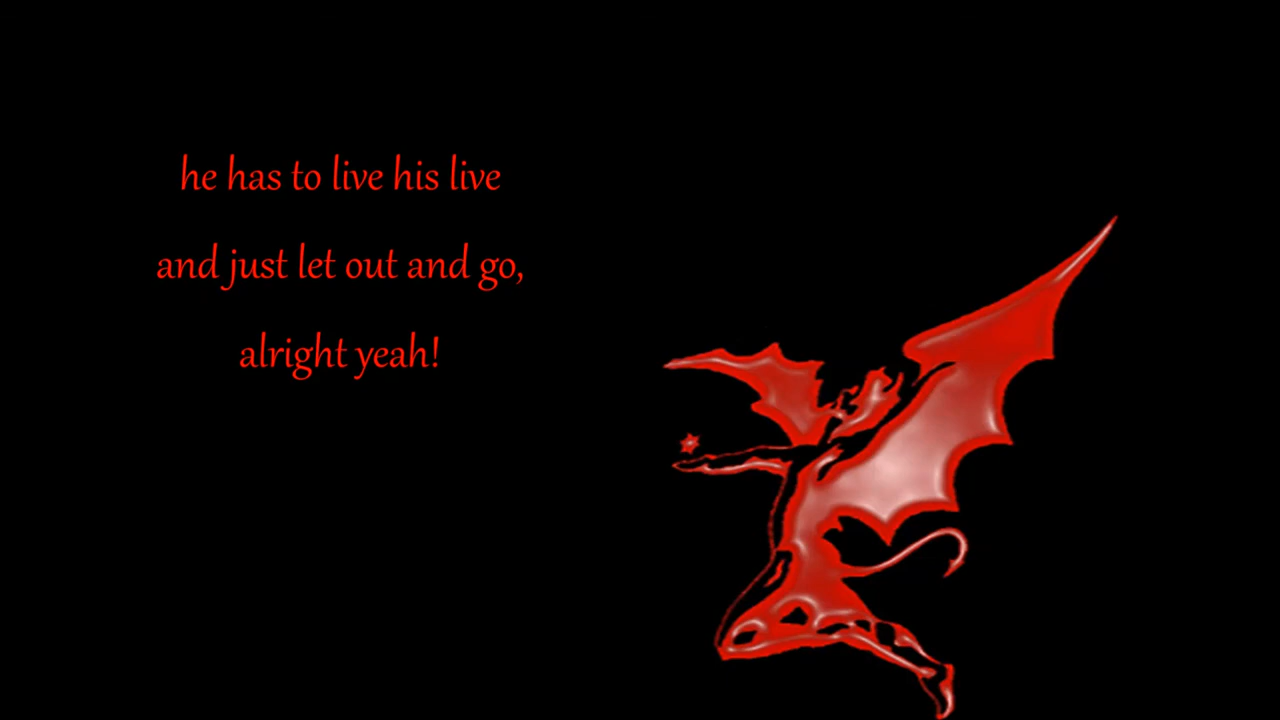 he has to live his live
and just let out and go,
alright yeah!